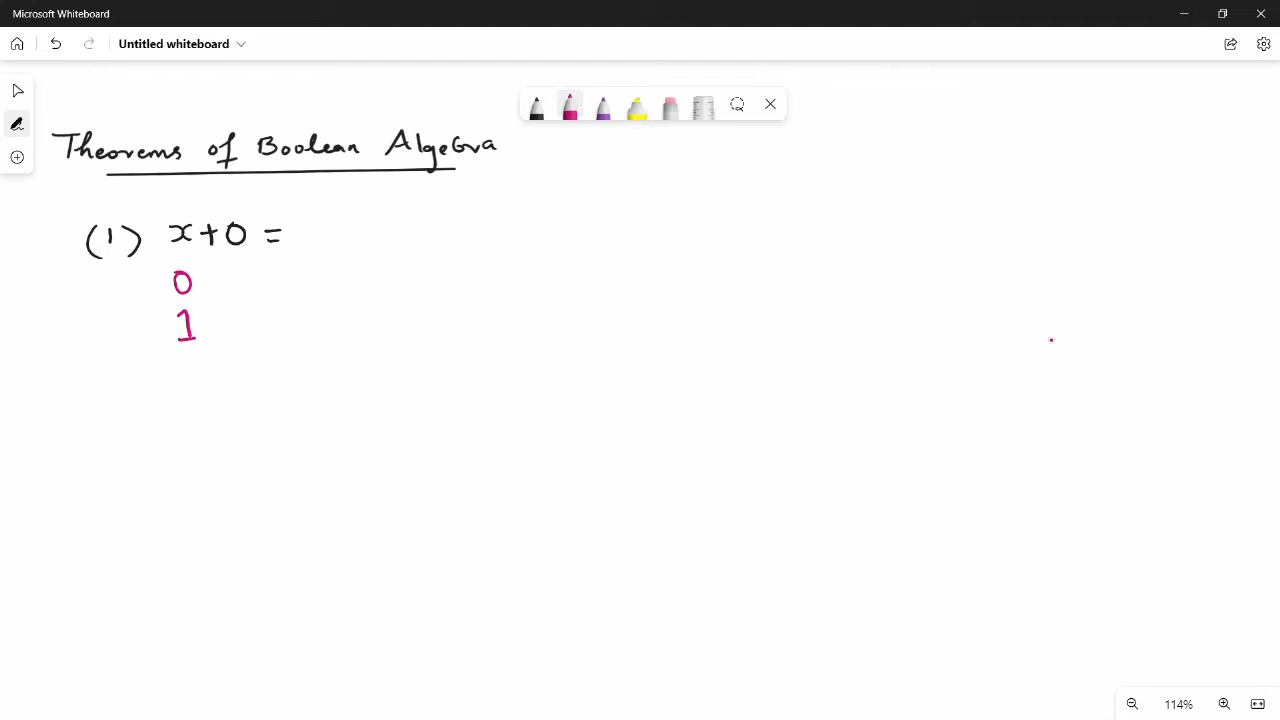 Microsoft Whiteboard
Untitled whiteboard
Theorems of Boolean Algebra
(1) x+0 =
0
1
114%